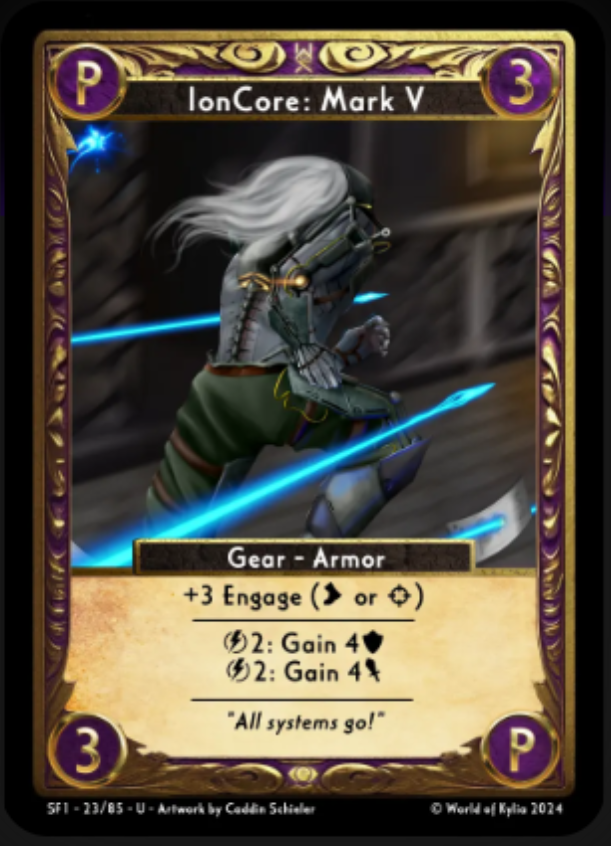 P
3
IonCore: Mark V
Gear - Armor
+3 Engage ( or )
2: Gain 4
2: Gain 4
"All systems go!"
3
P
SF1 - 23/85 - U - Artwork by Caddin Schieler
© World of Kylia 2024